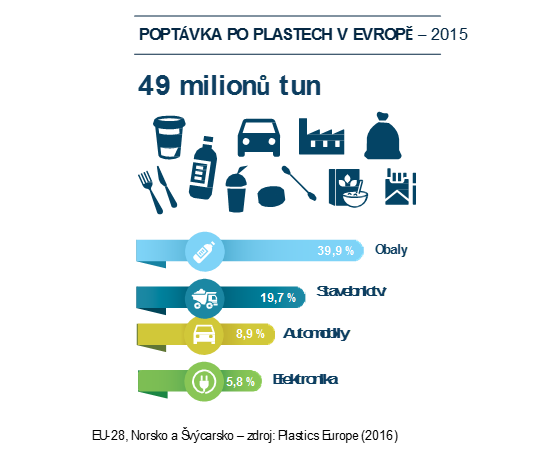 POPTÁVKA PO PLASTECH V EVROPĚ – 2015
49 milionů tun
39,9 % Obaly
19,7 % Stavebnictví
8,9 % Automobily
5,8 % Elektronika
EU-28, Norsko a Švýcarsko – zdroj: Plastics Europe (2016)